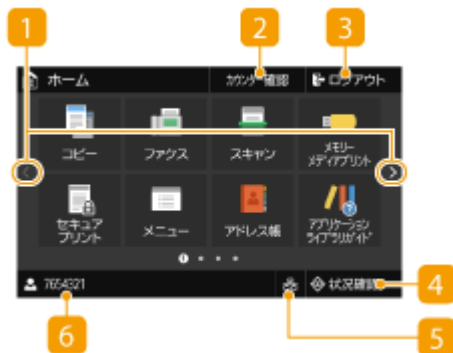 1
2
3
ホーム
カウンター確認
ログアウト
コピー
ファクス
スキャン
メモリー
メディアプリント
セキュア
プリント
メニュー
アドレス帳
アプリケーション
ライブラリガイド
7654321
状況確認
4
6
5